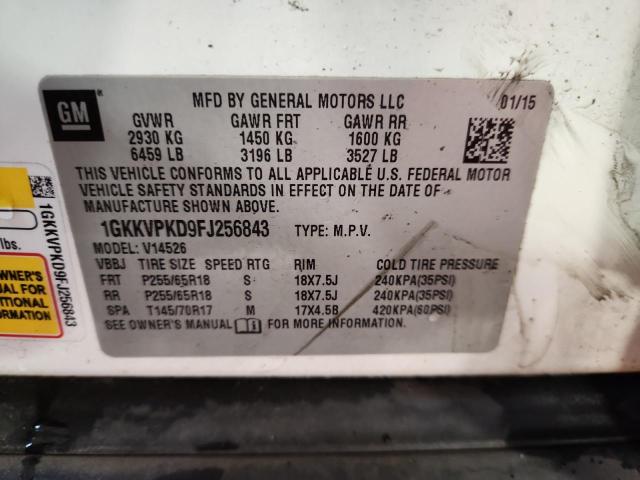 GM
MFD BY GENERAL MOTORS LLC 01/15
GVWR GAWR FRT GAWR RR
2930 KG 1450 KG 1600 KG
6459 LB 3196 LB 3527 LB
THIS VEHICLE CONFORMS TO ALL APPLICABLE U.S. FEDERAL MOTOR
VEHICLE SAFETY STANDARDS IN EFFECT ON THE DATE OF
MANUFACTURE SHOWN ABOVE.
1GKKVPKD9FJ256843 TYPE: M.P.V.
MODEL: V14526
VBBJ TIRE SIZE SPEED RTG RIM COLD TIRE PRESSURE
FRT P255/65R18 S 18X7.5J 240KPA(35PSI)
RR P255/65R18 S 18X7.5J 240KPA(35PSI)
SPA T145/70R17 M 17X4.5B 420KPA(60PSI)
SEE OWNER'S MANUAL FOR MORE INFORMATION.
1GKKVPKD9FJ256843
lbs.
OWNER'S
AL FOR
ITIONAL
RMATION